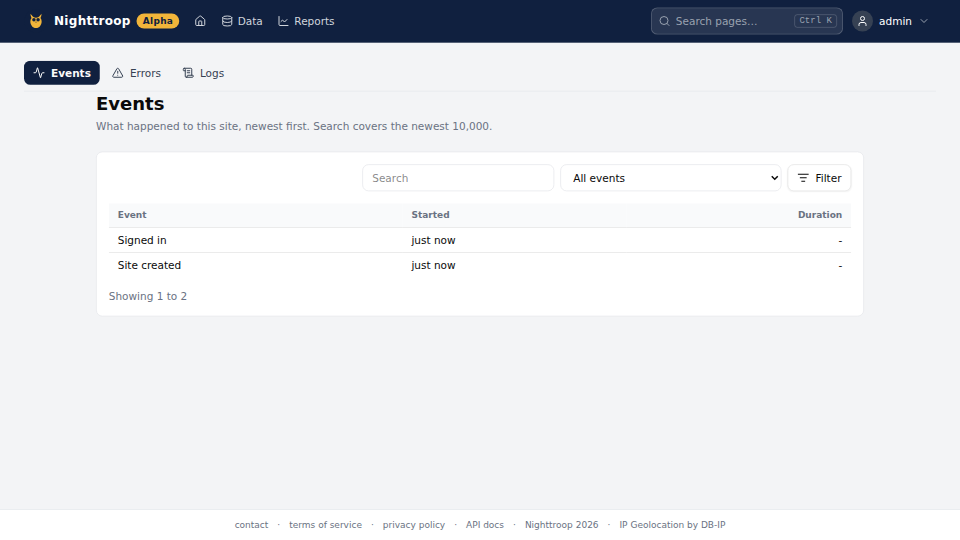 Nighttroop Alpha Data Reports Search pages... Ctrl K admin
Events Errors Logs
Events
What happened to this site, newest first. Search covers the newest 10,000.
Search All events Filter
Event Started Duration
Signed in just now -
Site created just now -
Showing 1 to 2
contact · terms of service · privacy policy · API docs · Nighttroop 2026 · IP Geolocation by DB-IP